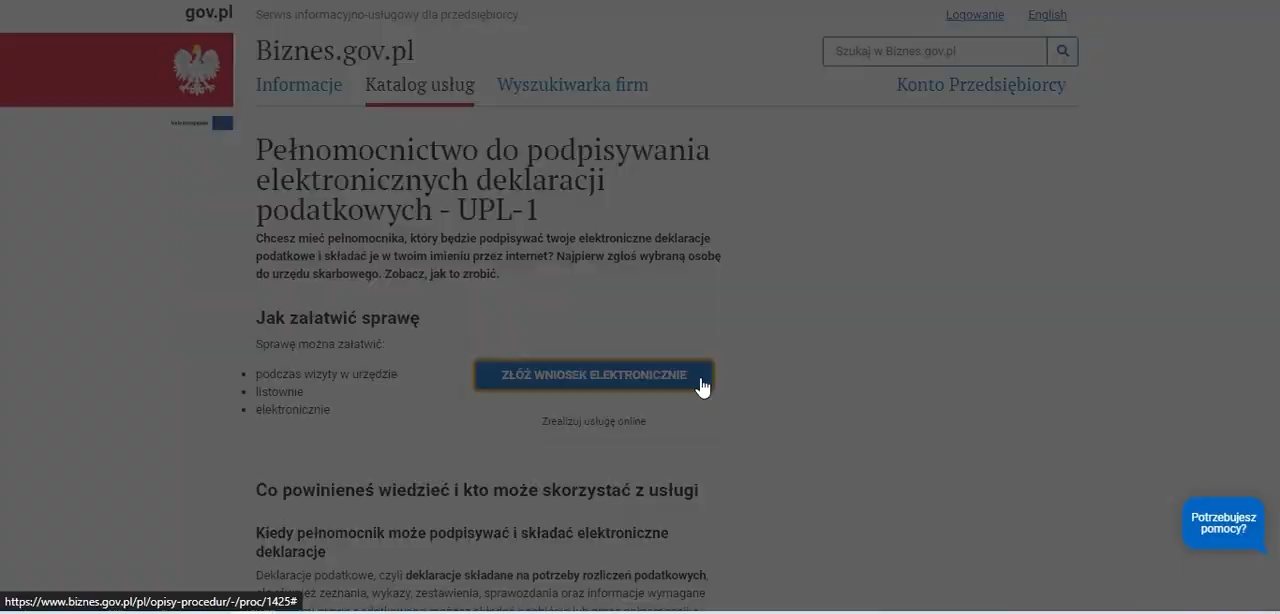 gov.pl
Serwis informacyjno-usługowy dla przedsiębiorcy
Logowanie
English
Biznes.gov.pl
Szukaj w Biznes.gov.pl
Informacje
Katalog usług
Wyszukiwarka firm
Konto Przedsiębiorcy
Pełnomocnictwo do podpisywania
elektronicznych deklaracji
podatkowych - UPL-1
Chcesz mieć pełnomocnika, który będzie podpisywać twoje elektroniczne deklaracje
podatkowe i składać je w twoim imieniu przez internet? Najpierw zgłoś wybraną osobę
do urzędu skarbowego. Zobacz, jak to zrobić.
Jak załatwić sprawę
Sprawę można załatwić:
podczas wizyty w urzędzie
listownie
elektronicznie
ZŁÓŻ WNIOSEK ELEKTRONICZNIE
Zrealizuj usługę online
Co powinieneś wiedzieć i kto może skorzystać z usługi
Kiedy pełnomocnik może podpisywać i składać elektroniczne
deklaracje
Deklaracje podatkowe, czyli deklaracje składane na potrzeby rozliczeń podatkowych,
zeznania, wykazy, zestawienia, sprawozdania oraz informacje wymagane
Potrzebujesz
pomocy?
https://www.biznes.gov.pl/pl/opisy-procedur/-/proc/1425#